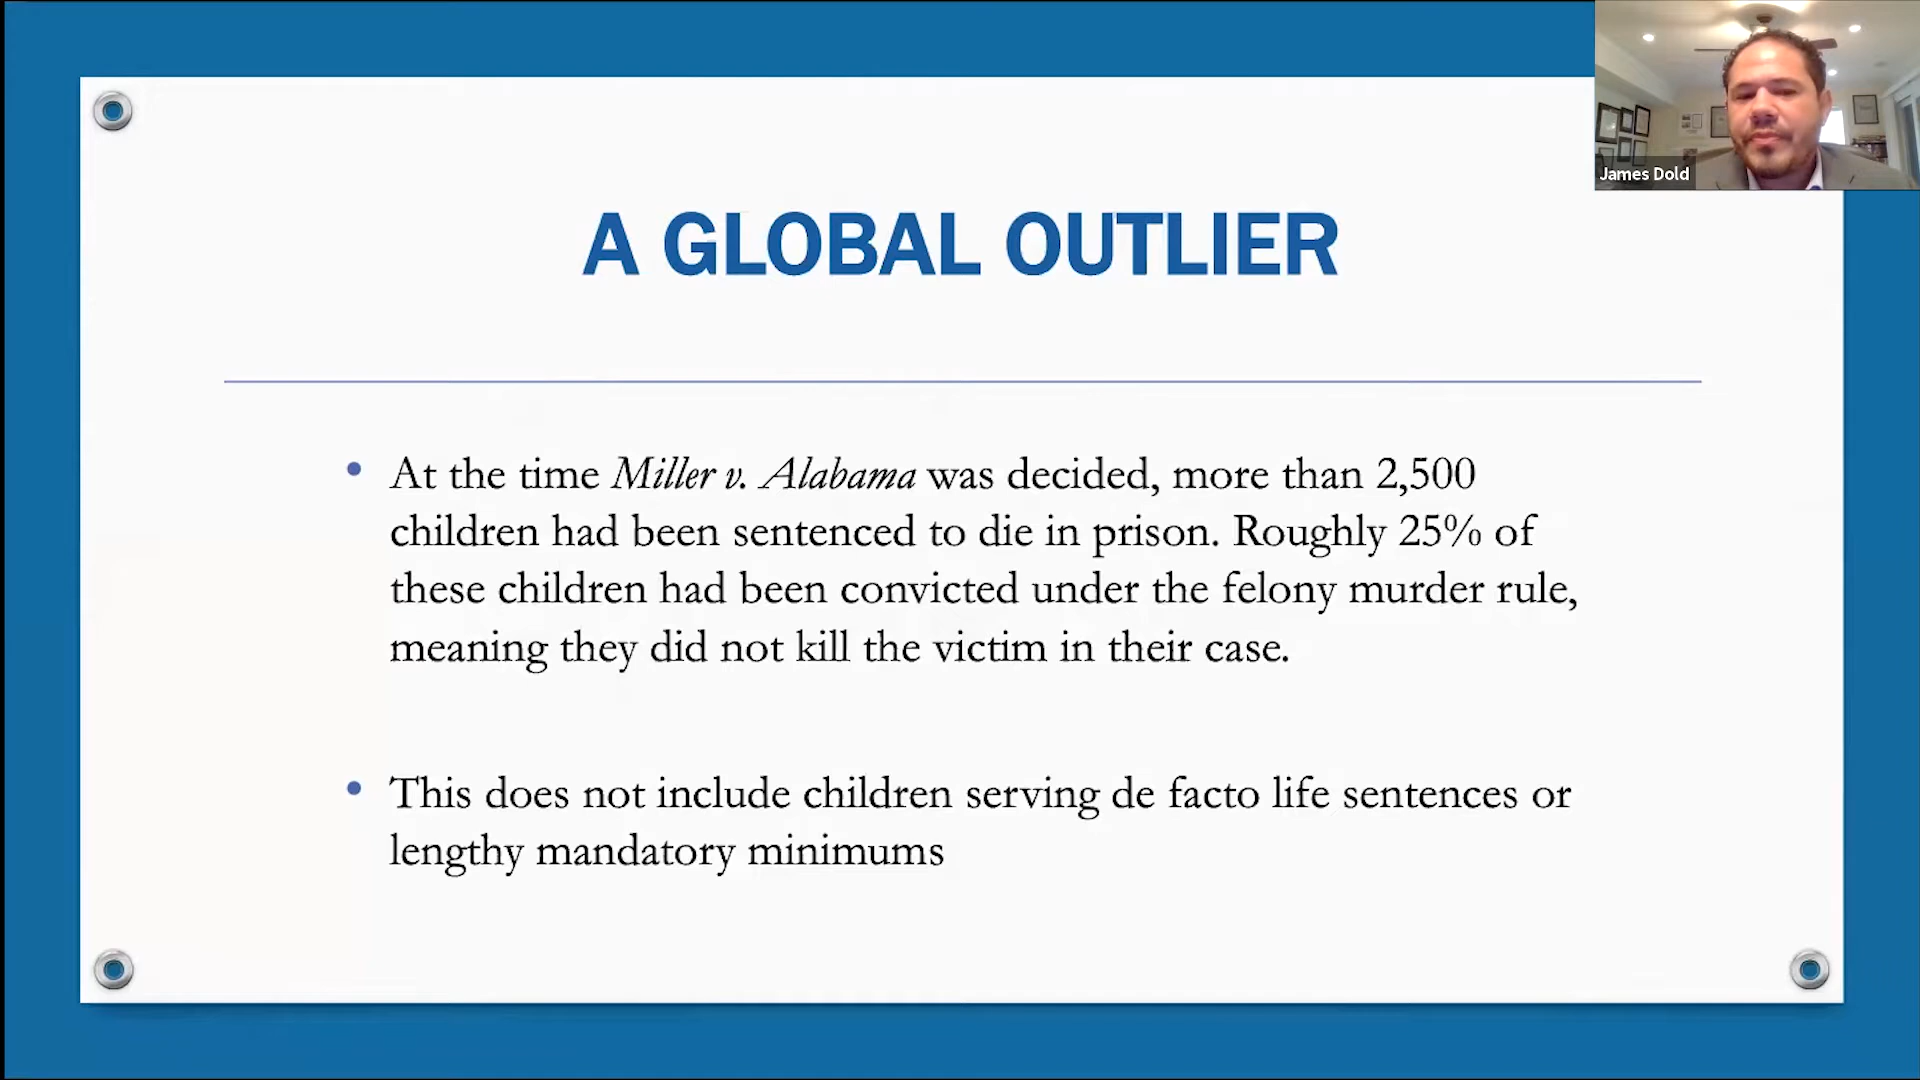 A GLOBAL OUTLIER
James Dold
• At the time Miller v. Alabama was decided, more than 2,500
children had been sentenced to die in prison. Roughly 25% of
these children had been convicted under the felony murder rule,
meaning they did not kill the victim in their case.
• This does not include children serving de facto life sentences or
lengthy mandatory minimums